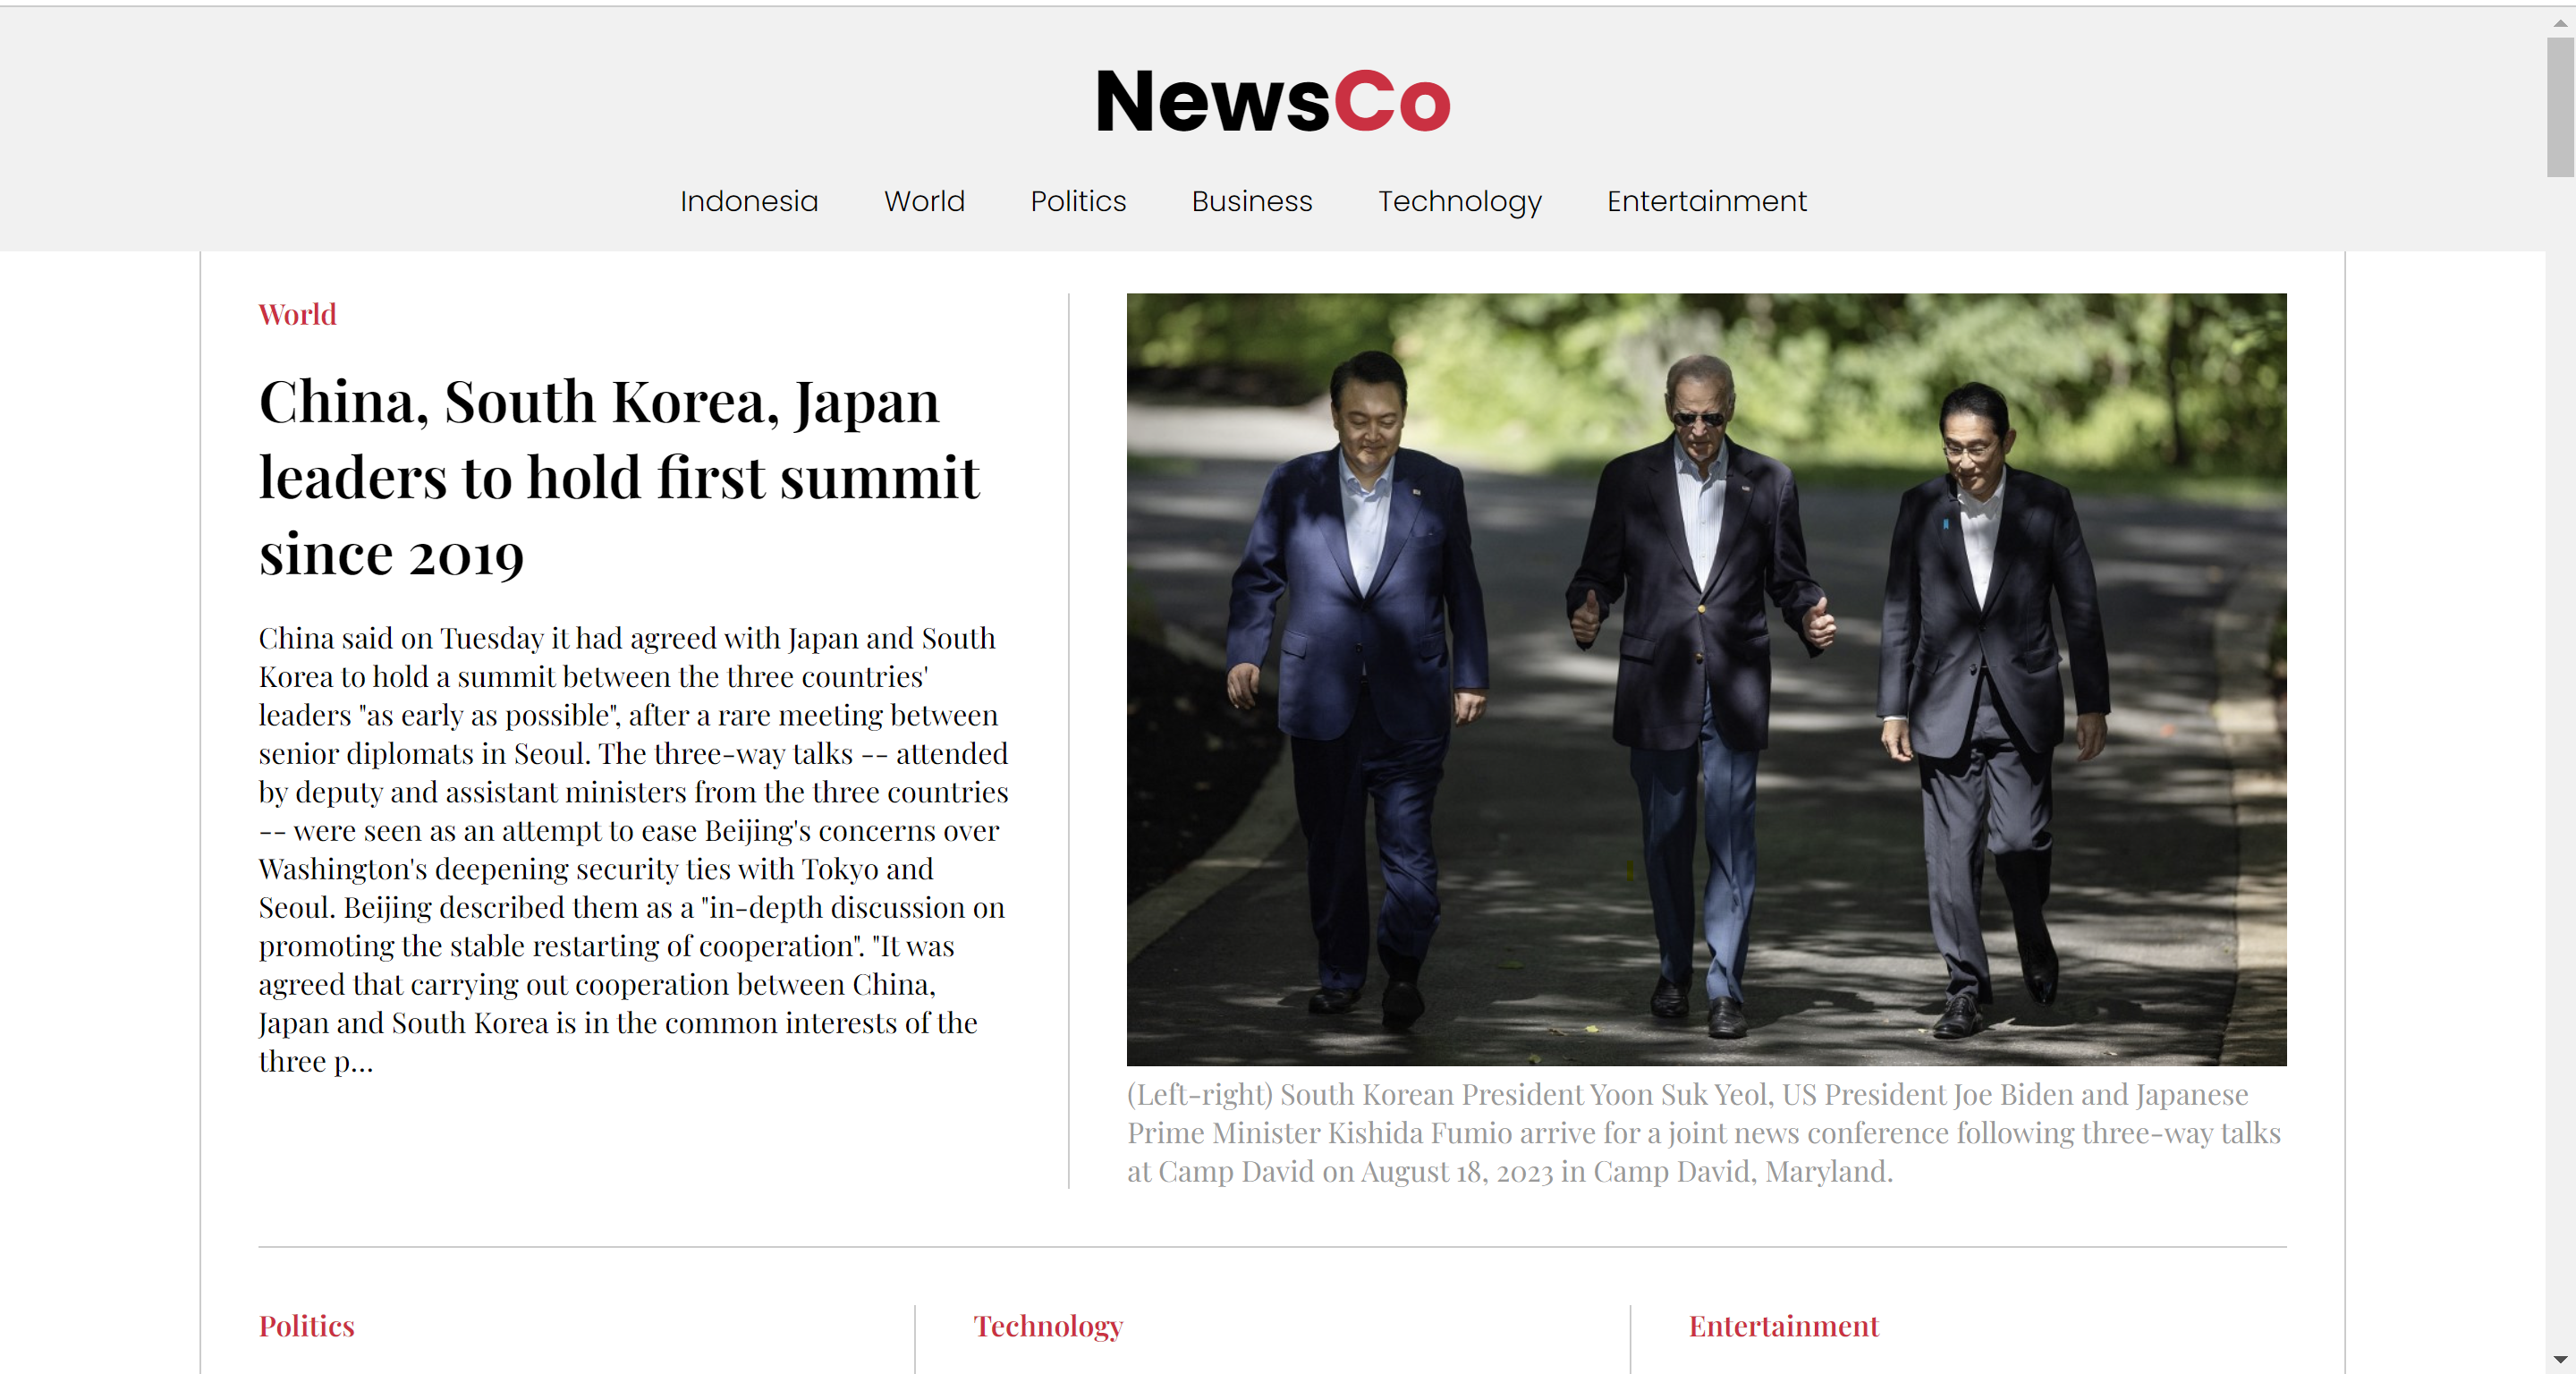 NewsCo
Indonesia World Politics Business Technology Entertainment
World
China, South Korea, Japan
leaders to hold first summit
since 2019
China said on Tuesday it had agreed with Japan and South
Korea to hold a summit between the three countries'
leaders "as early as possible", after a rare meeting between
senior diplomats in Seoul. The three-way talks -- attended
by deputy and assistant ministers from the three countries
-- were seen as an attempt to ease Beijing's concerns over
Washington's deepening security ties with Tokyo and
Seoul. Beijing described them as a "in-depth discussion on
promoting the stable restarting of cooperation". "It was
agreed that carrying out cooperation between China,
Japan and South Korea is in the common interests of the
three p...
(Left-right) South Korean President Yoon Suk Yeol, US President Joe Biden and Japanese
Prime Minister Kishida Fumio arrive for a joint news conference following three-way talks
at Camp David on August 18, 2023 in Camp David, Maryland.
Politics
Technology
Entertainment